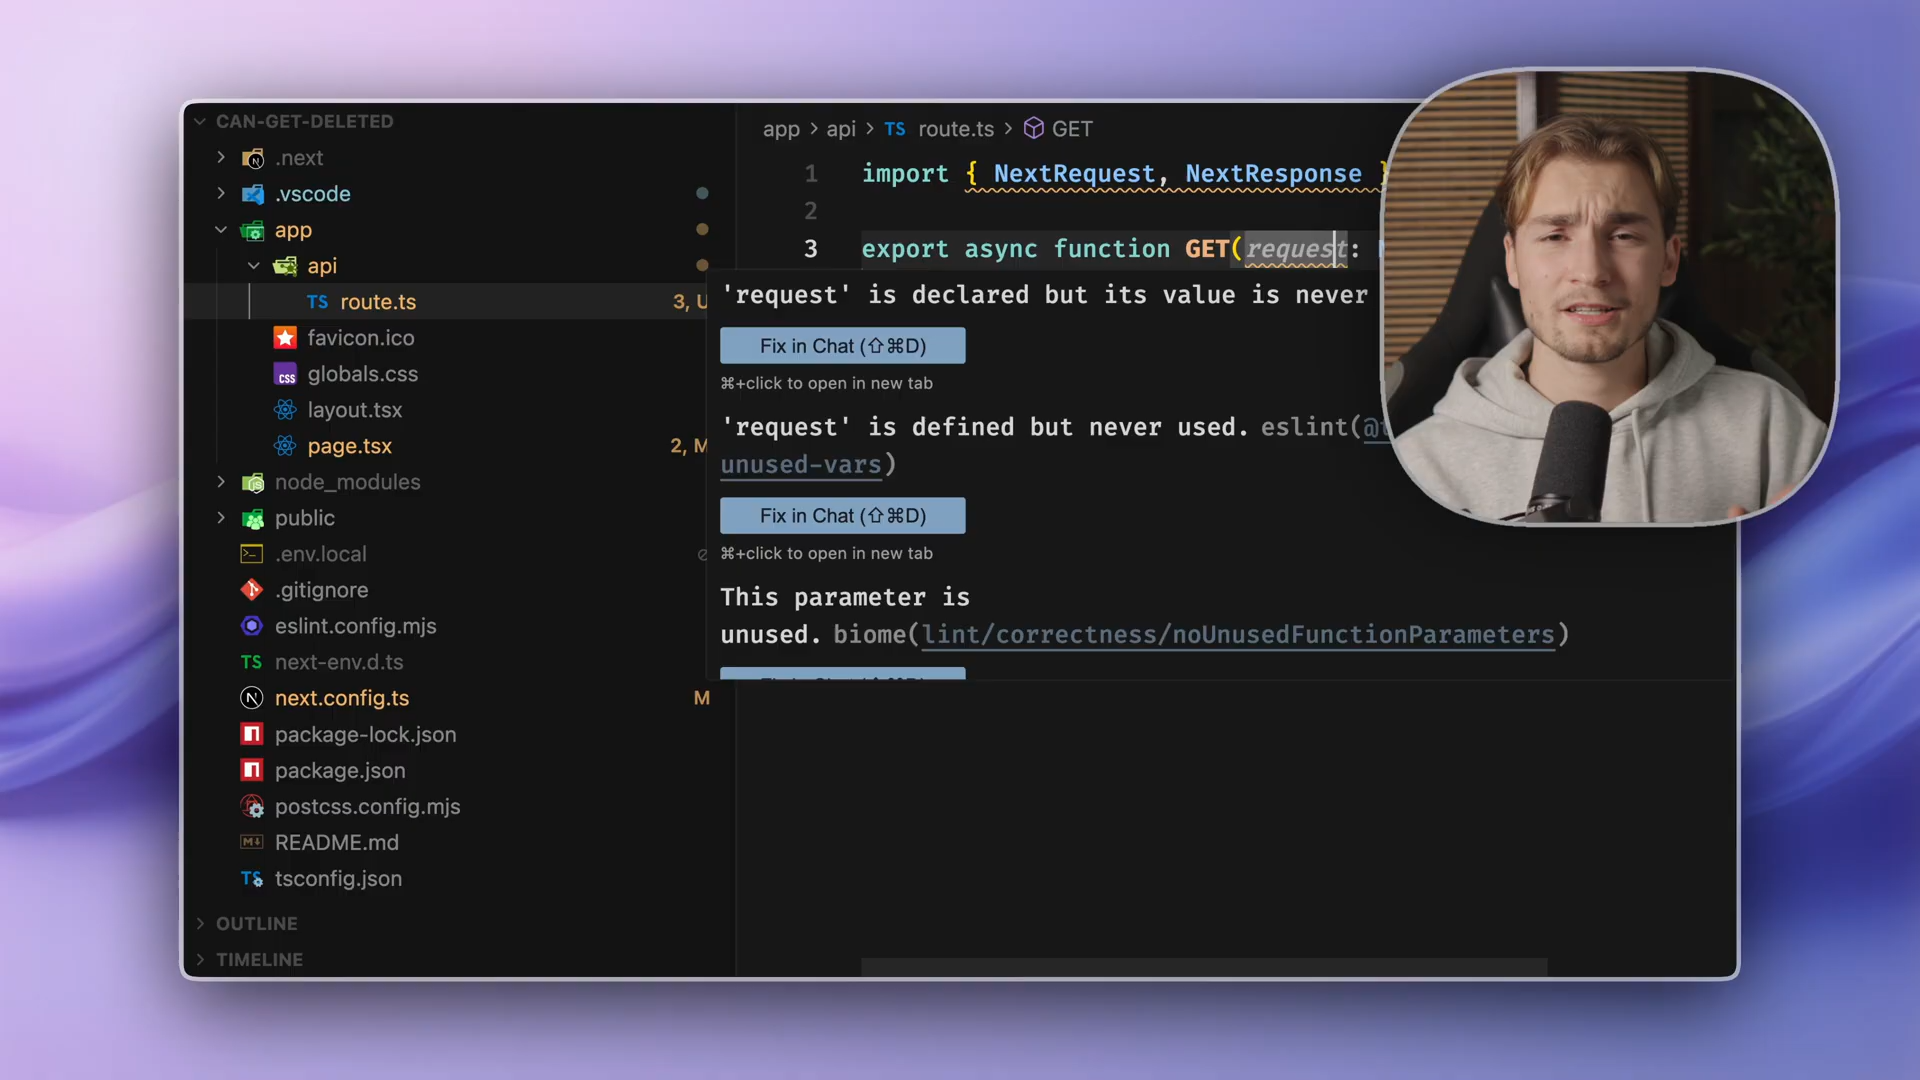 CAN-GET-DELETED
.next
.vscode
app
api
TS route.ts 3, U
favicon.ico
globals.css
layout.tsx
page.tsx 2, M
node_modules
public
.env.local
.gitignore
eslint.config.mjs
TS next-env.d.ts
next.config.ts M
package-lock.json
package.json
postcss.config.mjs
README.md
tsconfig.json
OUTLINE
TIMELINE
app > api > TS route.ts > GET
1 import { NextRequest, NextResponse }
2
3 export async function GET(request:
'request' is declared but its value is never
Fix in Chat (⇧⌘D)
⌘+click to open in new tab
'request' is defined but never used. eslint(
unused-vars)
Fix in Chat (⇧⌘D)
⌘+click to open in new tab
This parameter is
unused. biome(lint/correctness/noUnusedFunctionParameters)